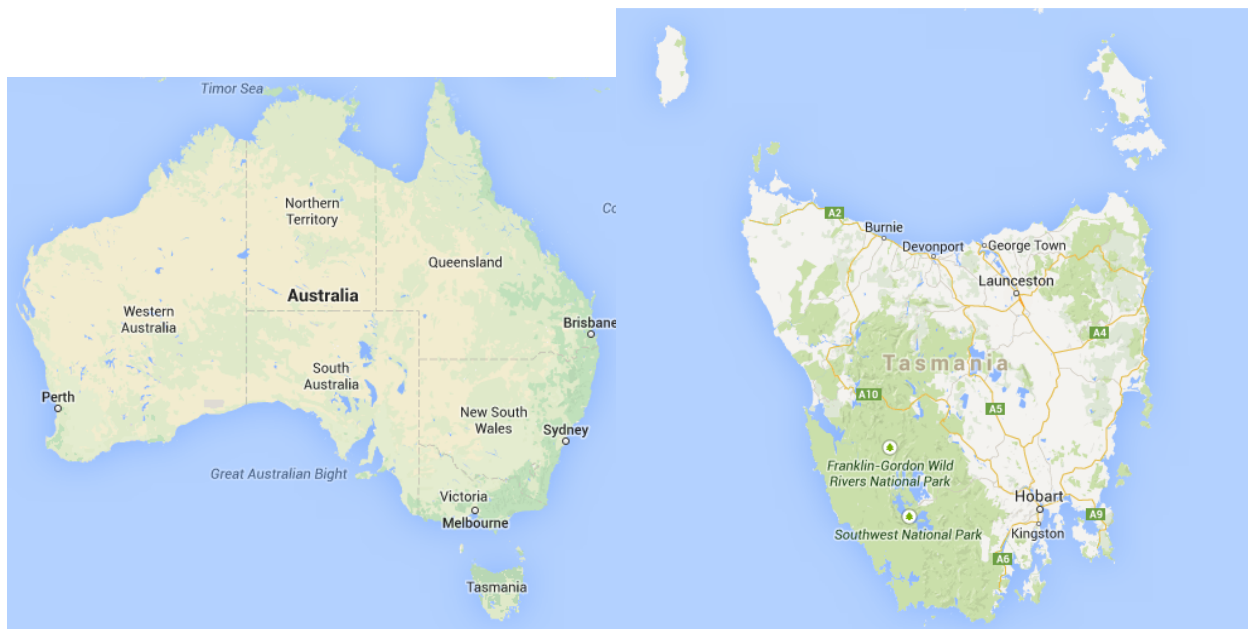 Timor Sea
Northern
Territory
Co
Queensland
Australia
Western
Australia
Brisbane
South
Australia
Perth
New South
Wales
Sydney
Great Australian Bight
Victoria
Melbourne
Tasmania
A2
Burnie
Devonport
George Town
Launceston
A4
Tasmania
A10
A5
Franklin-Gordon Wild
Rivers National Park
Hobart
A9
Southwest National Park
Kingston
A6